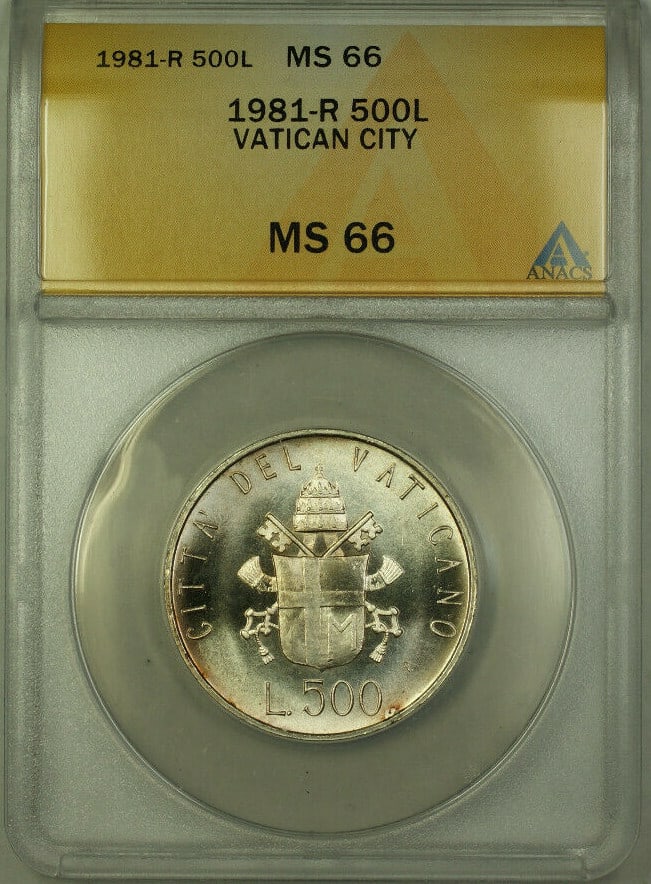 1981-R 500L MS 66
1981-R 500L
VATICAN CITY
MS 66
ANACS
CITTA' DEL VATICANO
M
L. 500